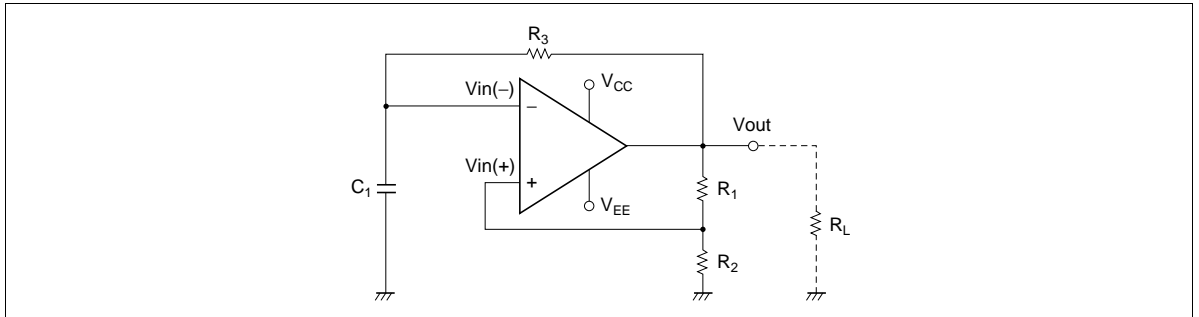 R3
Vin(−)
VCC
−
Vout
Vin(+)
+
C1
R1
VEE
RL
R2